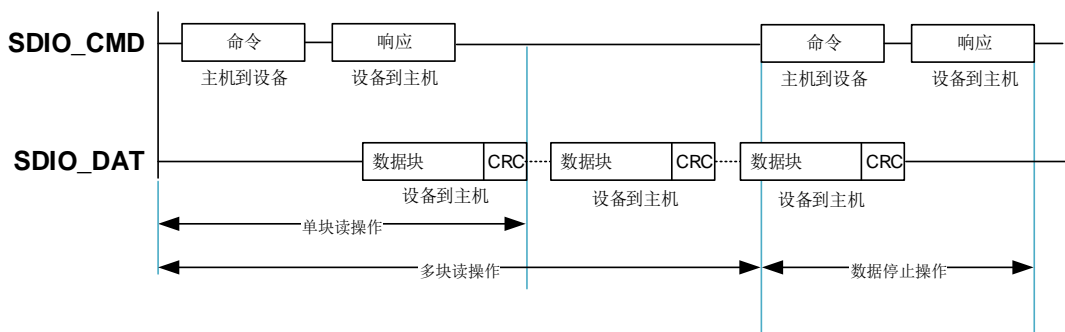 SDIO_CMD
命令
响应
命令
响应
主机到设备
设备到主机
主机到设备
设备到主机
SDIO_DAT
数据块
CRC
数据块
CRC
数据块
CRC
设备到主机
设备到主机
设备到主机
单块读操作
多块读操作
数据停止操作